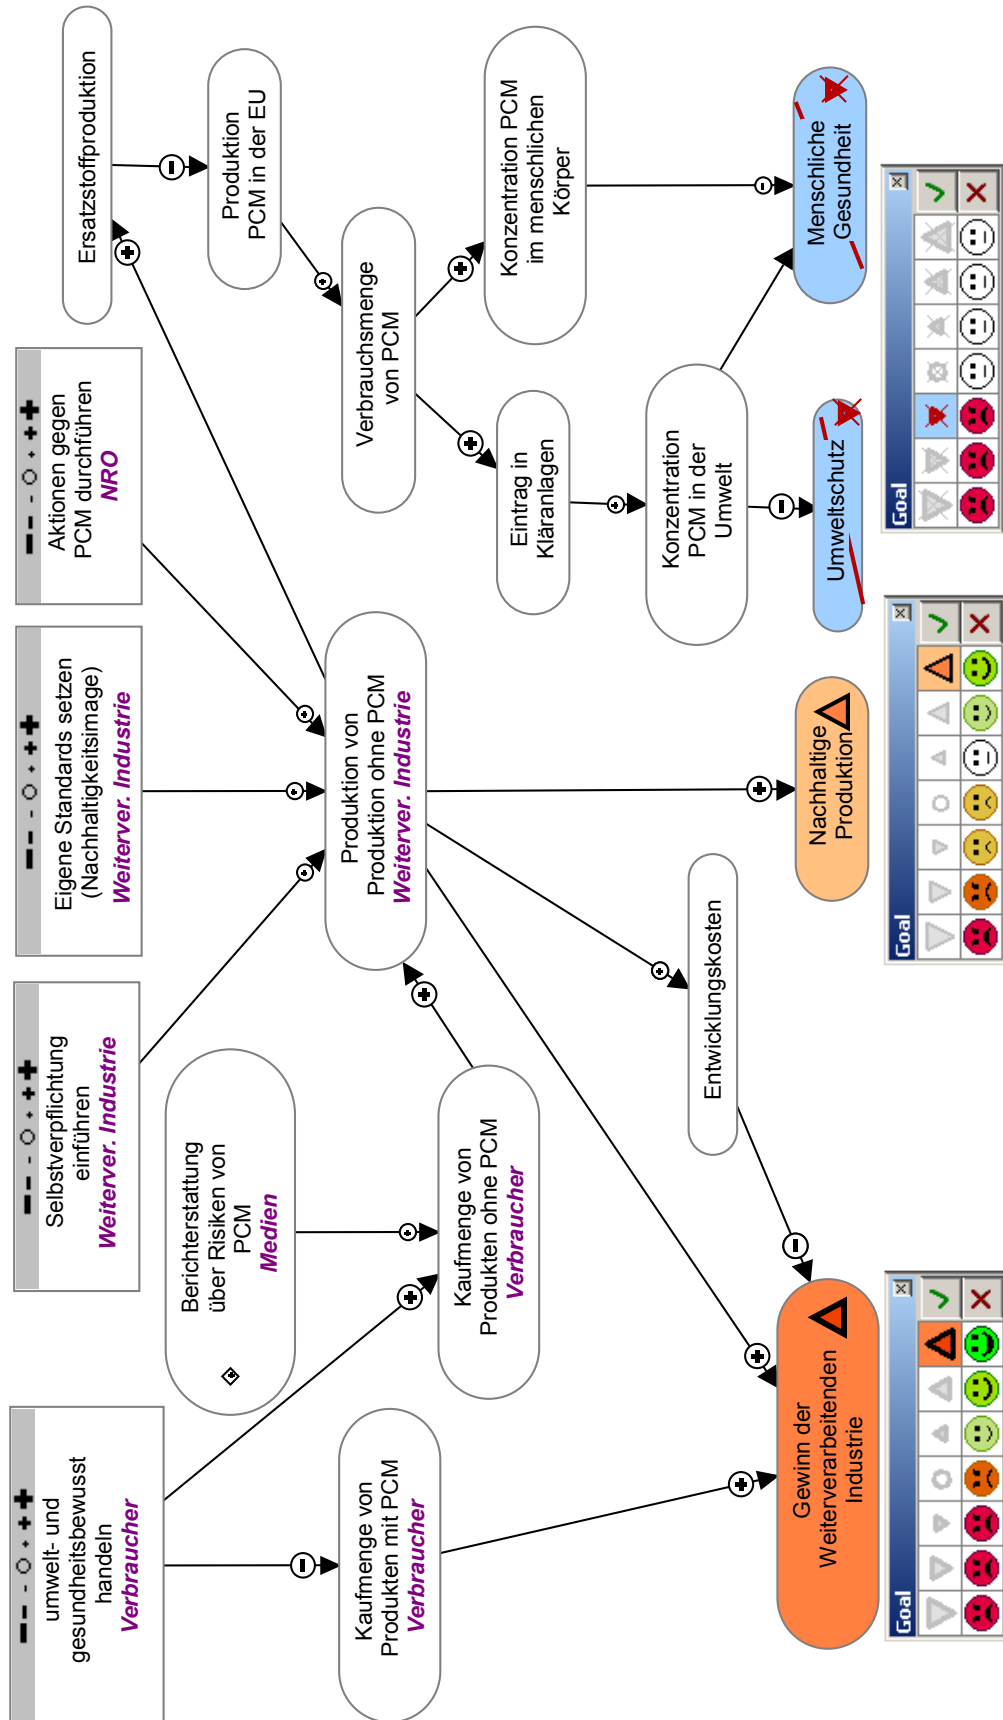 umwelt- und
gesundheitsbewusst
handeln
Verbraucher
Selbstverpflichtung
einführen
Weiterver. Industrie
Eigene Standards setzen
(Nachhaltigkeitsimage)
Weiterver. Industrie
Aktionen gegen
PCM durchführen
NRO
Ersatzstoffproduktion
Berichterstattung
über Risiken von
PCM
Medien
Produktion
PCM in der EU
Kaufmenge von
Produkten mit PCM
Verbraucher
Kaufmenge von
Produkten ohne PCM
Verbraucher
Produktion von
Produktion ohne PCM
Weiterver. Industrie
Verbrauchsmenge
von PCM
Eintrag in
Kläranlagen
Konzentration PCM
im menschlichen
Körper
Entwicklungskosten
Konzentration
PCM in der
Umwelt
Gewinn der
Weiterverarbeitenden
Industrie
Nachhaltige
Produktion
Umweltschutz
Menschliche
Gesundheit
Goal
Goal
Goal